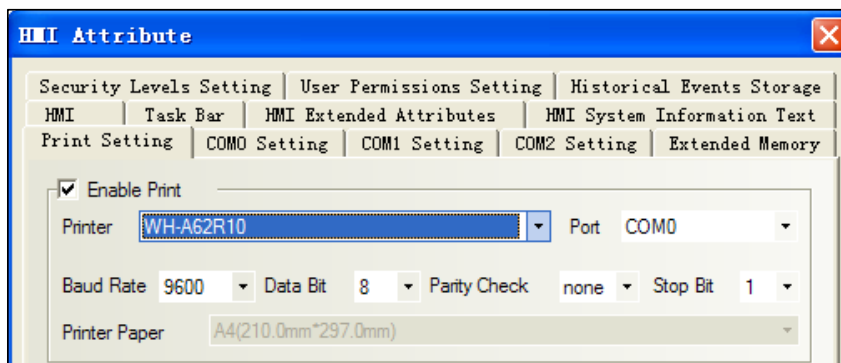 HMI Attribute
Security Levels Setting User Permissions Setting Historical Events Storage
HMI Task Bar HMI Extended Attributes HMI System Information Text
Print Setting COM0 Setting COM1 Setting COM2 Setting Extended Memory
Enable Print
Printer WH-A62R10 Port COM0
Baud Rate 9600 Data Bit 8 Parity Check none Stop Bit 1
Printer Paper A4(210.0mm*297.0mm)